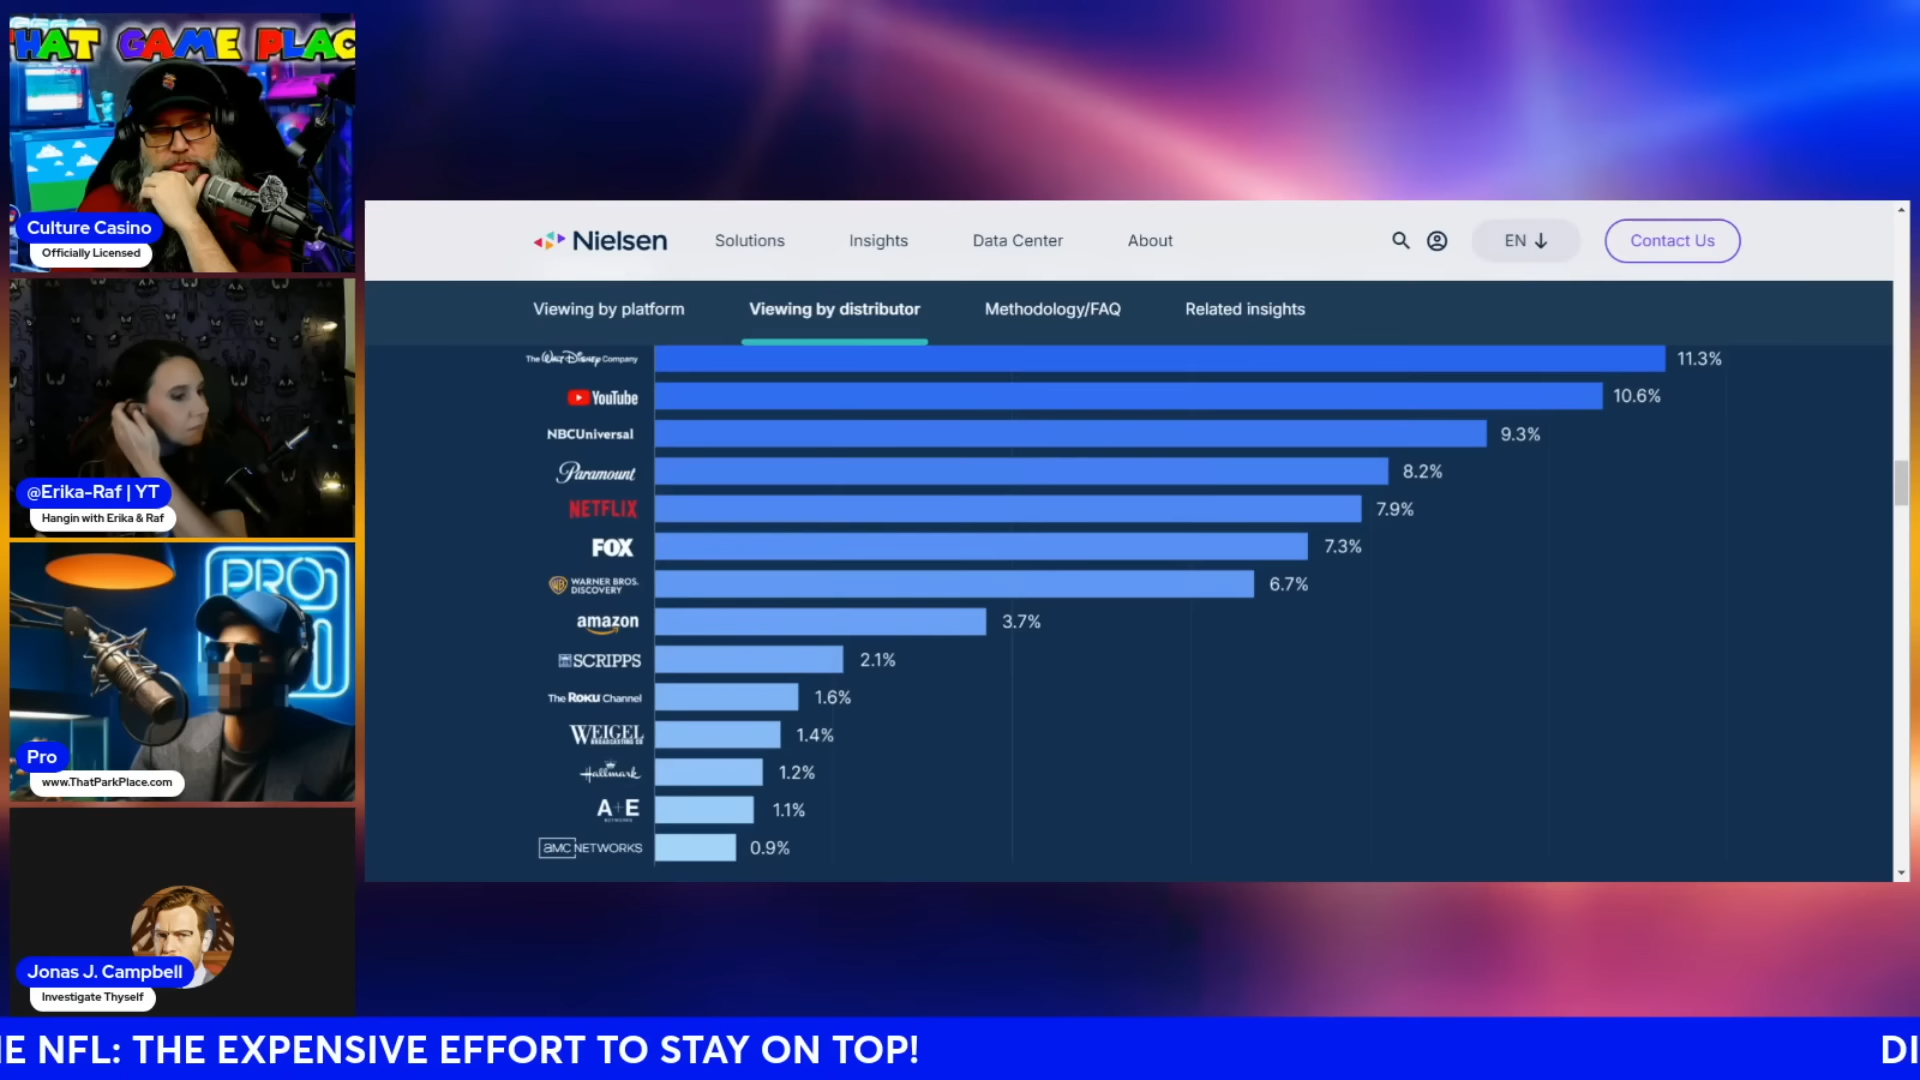 THAT GAME PLAC
Culture Casino
Officially Licensed
@Erika-Raf | YT
Hangin with Erika & Raf
PRO
Pro
www.ThatParkPlace.com
Jonas J. Campbell
Investigate Thyself
Nielsen
Solutions
Insights
Data Center
About
EN
Contact Us
Viewing by platform
Viewing by distributor
Methodology/FAQ
Related insights
The Walt Disney Company 11.3%
YouTube 10.6%
NBCUniversal 9.3%
Paramount 8.2%
NETFLIX 7.9%
FOX 7.3%
WARNER BROS. DISCOVERY 6.7%
amazon 3.7%
SCRIPPS 2.1%
The Roku Channel 1.6%
WEIGEL BROADCASTING CO 1.4%
Hallmark 1.2%
A+E NETWORKS 1.1%
AMC NETWORKS 0.9%
E NFL: THE EXPENSIVE EFFORT TO STAY ON TOP!
DI